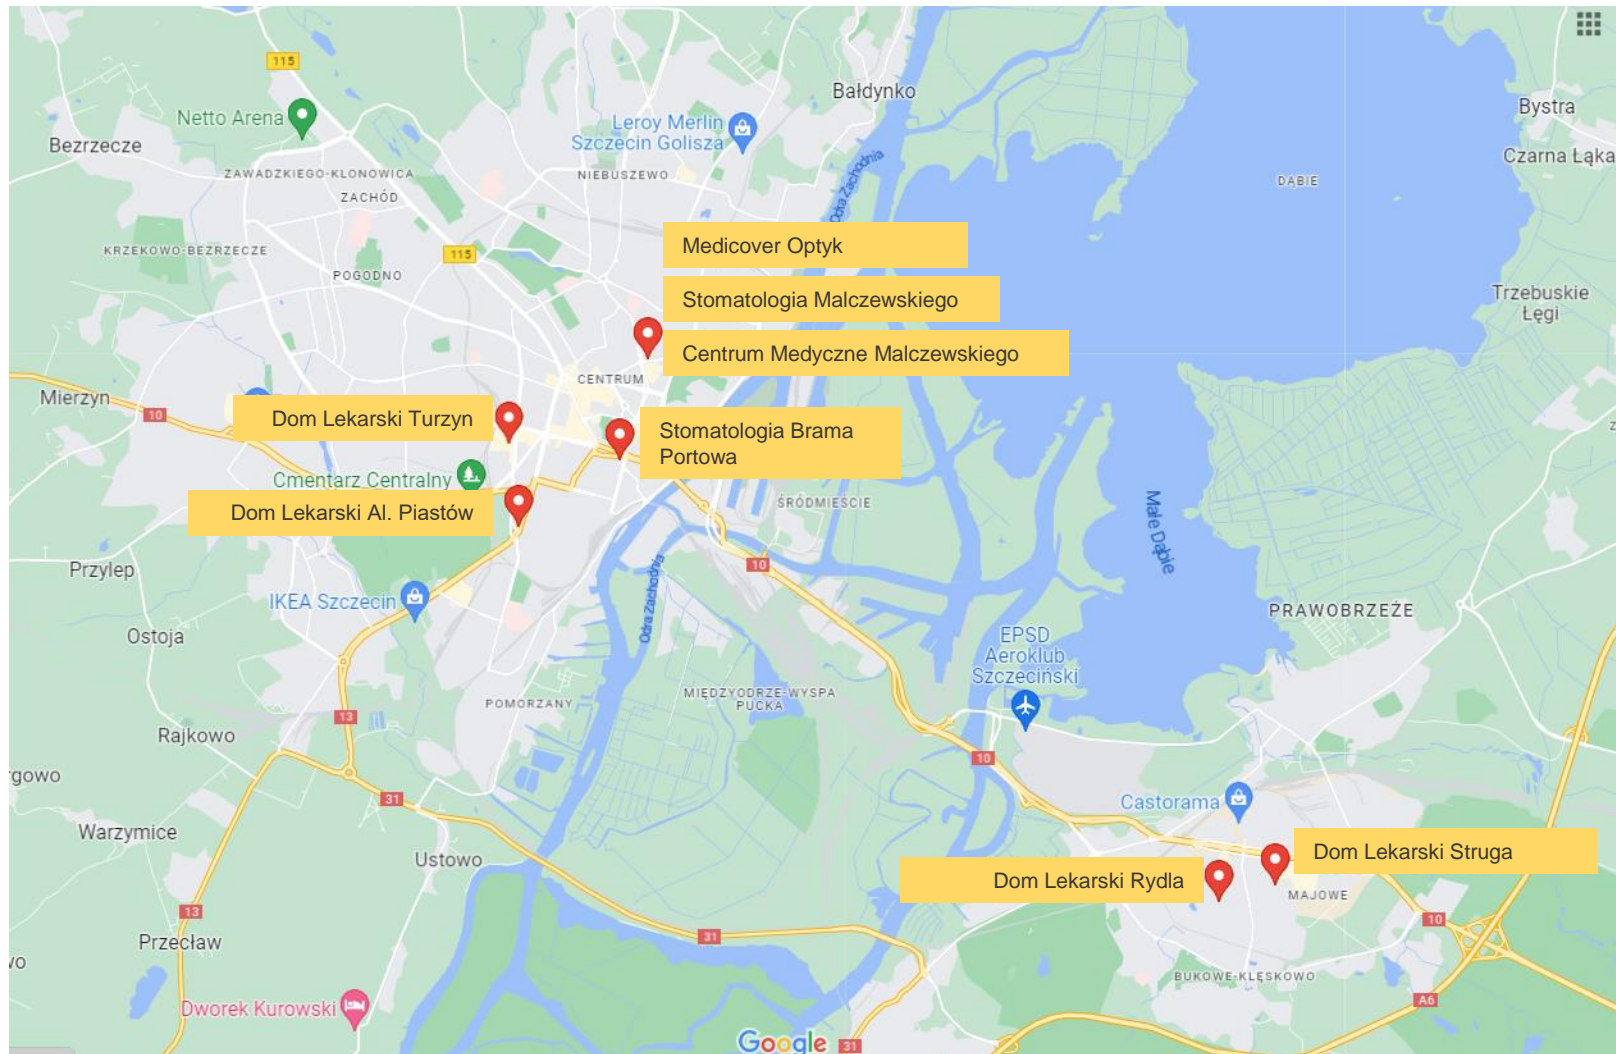 115
Bałdynko
Bystra
Netto Arena
Leroy Merlin
Szczecin Golisza
Bezrzecze
Odra Zachodnia
Czarna Łąka
ZAWADZKIEGO-KLONOWICA
NIEBUSZEWO
DĄBIE
ZACHÓD
KRZEKOWO-BEZRZECZE
115
Medicover Optyk
POGODNO
Stomatologia Malczewskiego
Trzebuskie
Łęgi
Centrum Medyczne Malczewskiego
CENTRUM
Mierzyn
10
Dom Lekarski Turzyn
Stomatologia Brama
Portowa
Cmentarz Centralny
Dom Lekarski Al. Piastów
ŚRÓDMIEŚCIE
Małe Dąbie
Przylep
10
IKEA Szczecin
Odra Zachodnia
PRAWOBRZEŻE
Ostoja
EPSD
Aeroklub
Szczeciński
POMORZANY
MIĘDZYODRZE-WYSPA
PUCKA
13
Rajkowo
10
rgowo
31
Castorama
Warzymice
Ustowo
Dom Lekarski Struga
Dom Lekarski Rydla
MAJOWE
13
10
31
Przecław
wo
BUKOWE-KLĘSKOWO
A6
Dworek Kurowski
Google
31